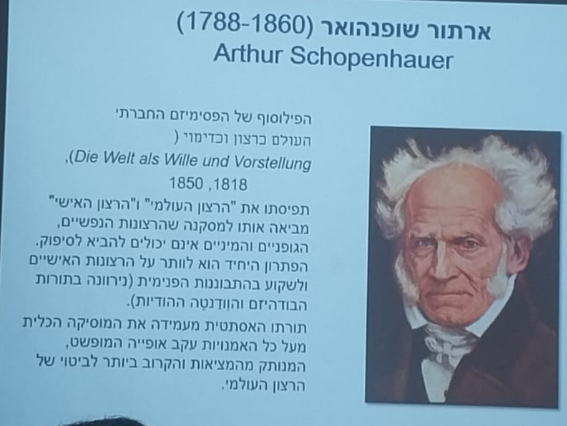 ארתור שופנהואר (1788-1860)
Arthur Schopenhauer
הפילוסוף של הפסימיזם החברתי
העולם כרצון וכדימוי (
Die Welt als Wille und Vorstellung),
1818, 1850
תפיסתו את "הרצון העולמי" ו"הרצון האישי"
מביאה אותו למסקנה שהרצונות הנפשיים,
הגופניים והמיניים אינם יכולים להביא לסיפוק.
הפתרון היחיד הוא לוותר על הרצונות האישיים
ולשקוע בהתבוננות הפנימית (נירוונה בתורות
הבודהיזם והוֶודַנטָה ההודיות).
תורתו האסתטית מעמידה את המוסיקה הכלית
מעל כל האמנויות עקב אופייה המופשט,
המנותק מהמציאות והקרוב ביותר לביטוי של
הרצון העולמי.